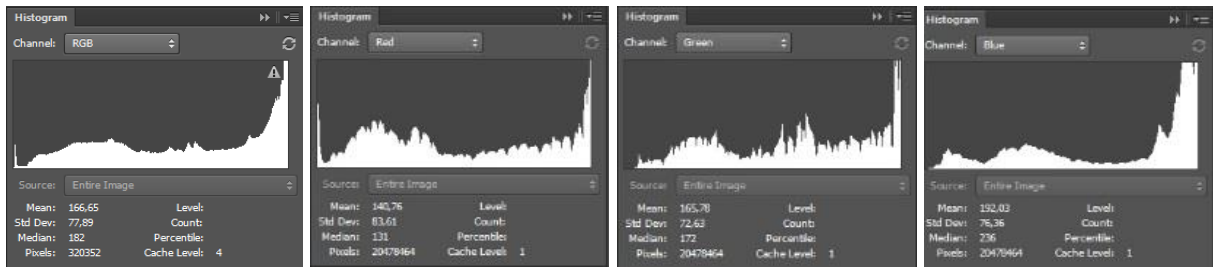 Histogram
Channel: RGB
Source: Entire Image
Mean: 166,65 Level:
Std Dev: 77,89 Count:
Median: 182 Percentile:
Pixels: 320352 Cache Level: 4
Histogram
Channel: Red
Source: Entire Image
Mean: 140,76 Level:
Std Dev: 83,61 Count:
Median: 131 Percentile:
Pixels: 20478464 Cache Level: 1
Histogram
Channel: Green
Source: Entire Image
Mean: 165,78 Level:
Std Dev: 72,63 Count:
Median: 172 Percentile:
Pixels: 20478464 Cache Level: 1
Histogram
Channel: Blue
Source: Entire Image
Mean: 192,03 Level:
Std Dev: 76,36 Count:
Median: 236 Percentile:
Pixels: 20478464 Cache Level: 1